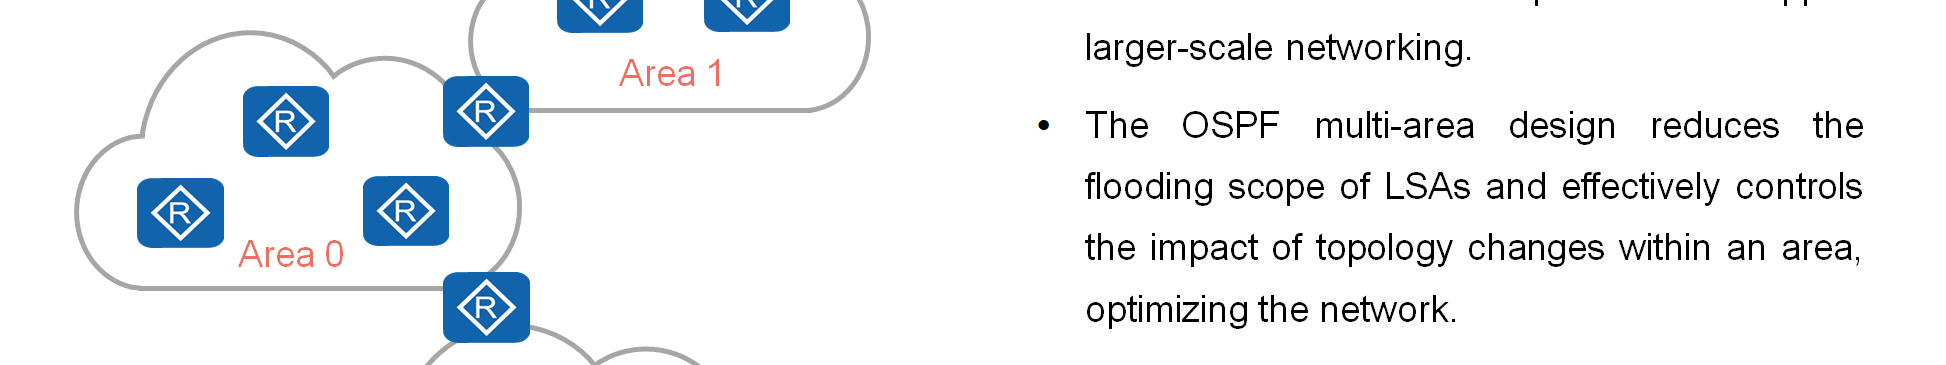 R
R
Area 1
R
R
R
R
Area 0
R
larger-scale networking.
• The OSPF multi-area design reduces the
flooding scope of LSAs and effectively controls
the impact of topology changes within an area,
optimizing the network.